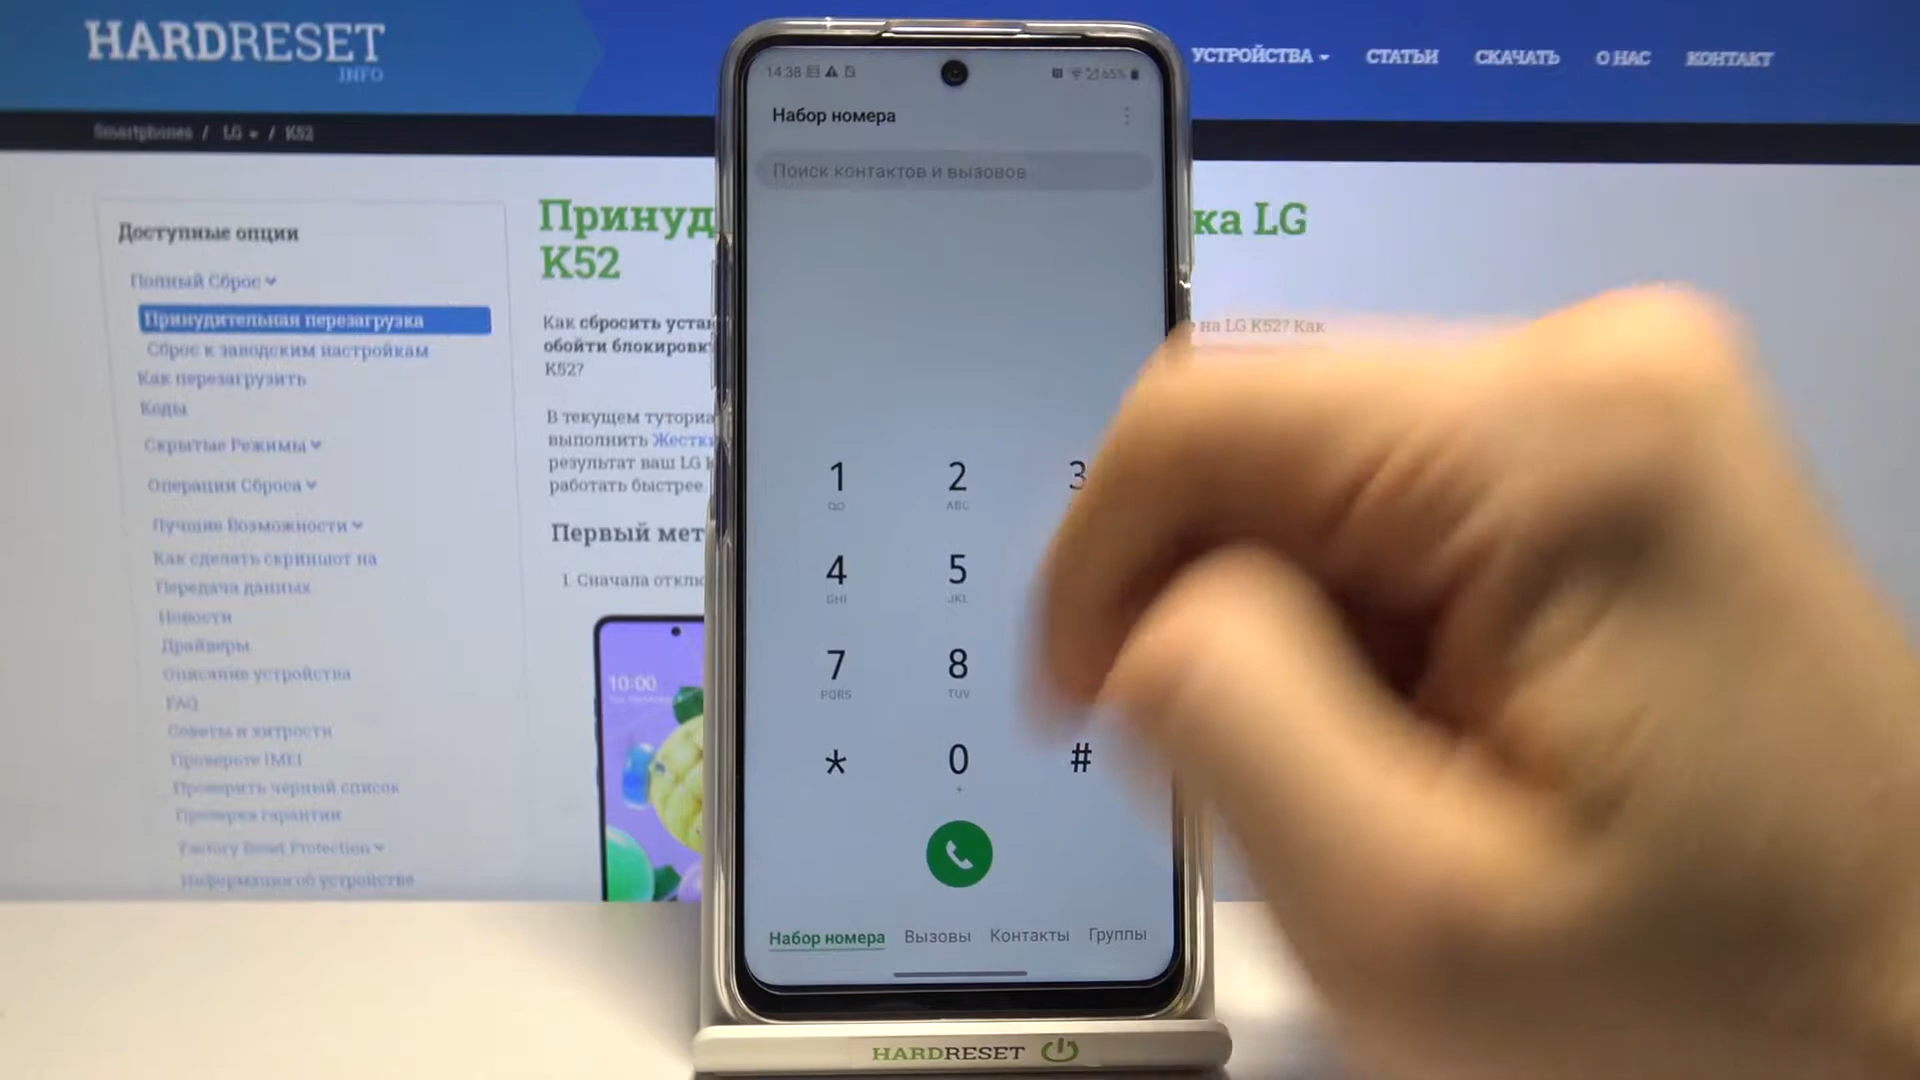 HARDRESET
.INFO
УСТРОЙСТВА
СТАТЬИ
СКАЧАТЬ
О НАС
КОНТАКТ
Smartphones / LG / K52
Доступные опции
Полный Сброс
Принудительная перезагрузка
Сброс к заводским настройкам
Как перезагрузить
Коды
Скрытые Режимы
Операции Сброса
Лучшие Возможности
Как сделать скриншот на
Передача данных
Новости
Драйверы
Описание устройства
FAQ
Советы и хитрости
Проверьте IMEI
Проверить черный список
Проверка гарантии
Factory Reset Protection
Информация об устройстве
Принуд
ка LG
K52
Как сбросить устан
на LG K52? Как
обойти блокировк
K52?
В текущем туториа
выполнить Жестк
результат ваш LG
работать быстрее
Первый мет
1. Сначала отклю
10:00
14:38
65%
Набор номера
Поиск контактов и вызовов
1
2
ABC
3
4
GHI
5
JKL
7
PQRS
8
TUV
*
0
+
#
Набор номера
Вызовы
Контакты
Группы
HARDRESET